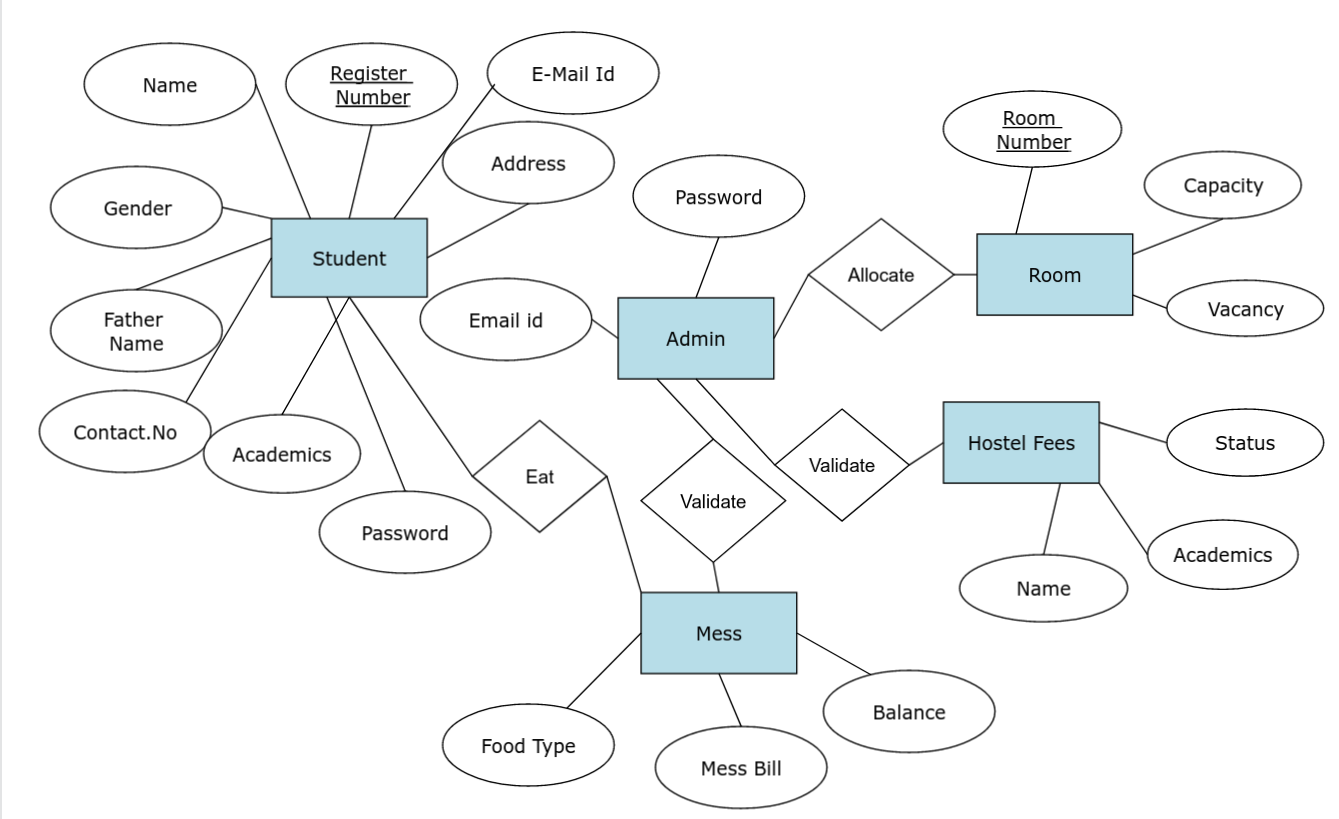 Name
Register
Number
E-Mail Id
Address
Gender
Student
Father
Name
Contact.No
Academics
Password
Eat
Password
Email id
Admin
Allocate
Room
Number
Capacity
Room
Vacancy
Validate
Validate
Hostel Fees
Status
Academics
Name
Mess
Food Type
Mess Bill
Balance